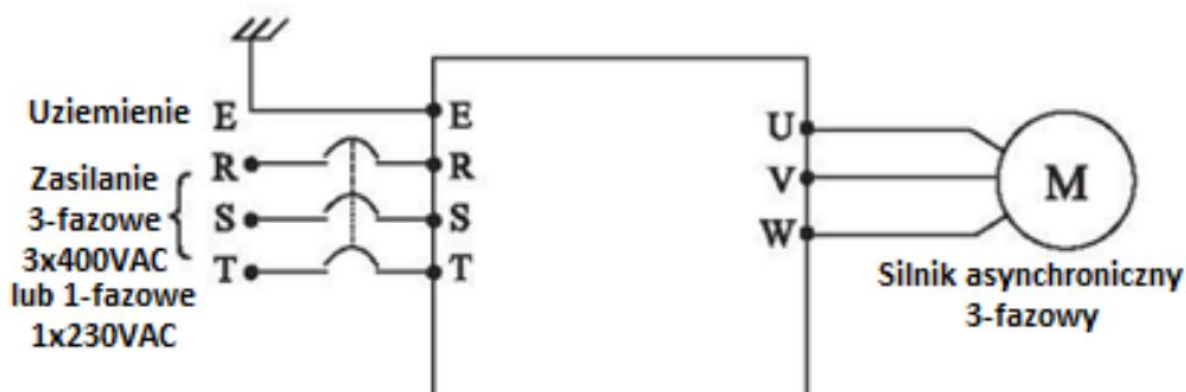 Uziemienie E
E
R
R
S
S
T
T
Zasilanie
3-fazowe
3x400VAC
lub 1-fazowe
1x230VAC
U
V
W
M
Silnik asynchroniczny
3-fazowy